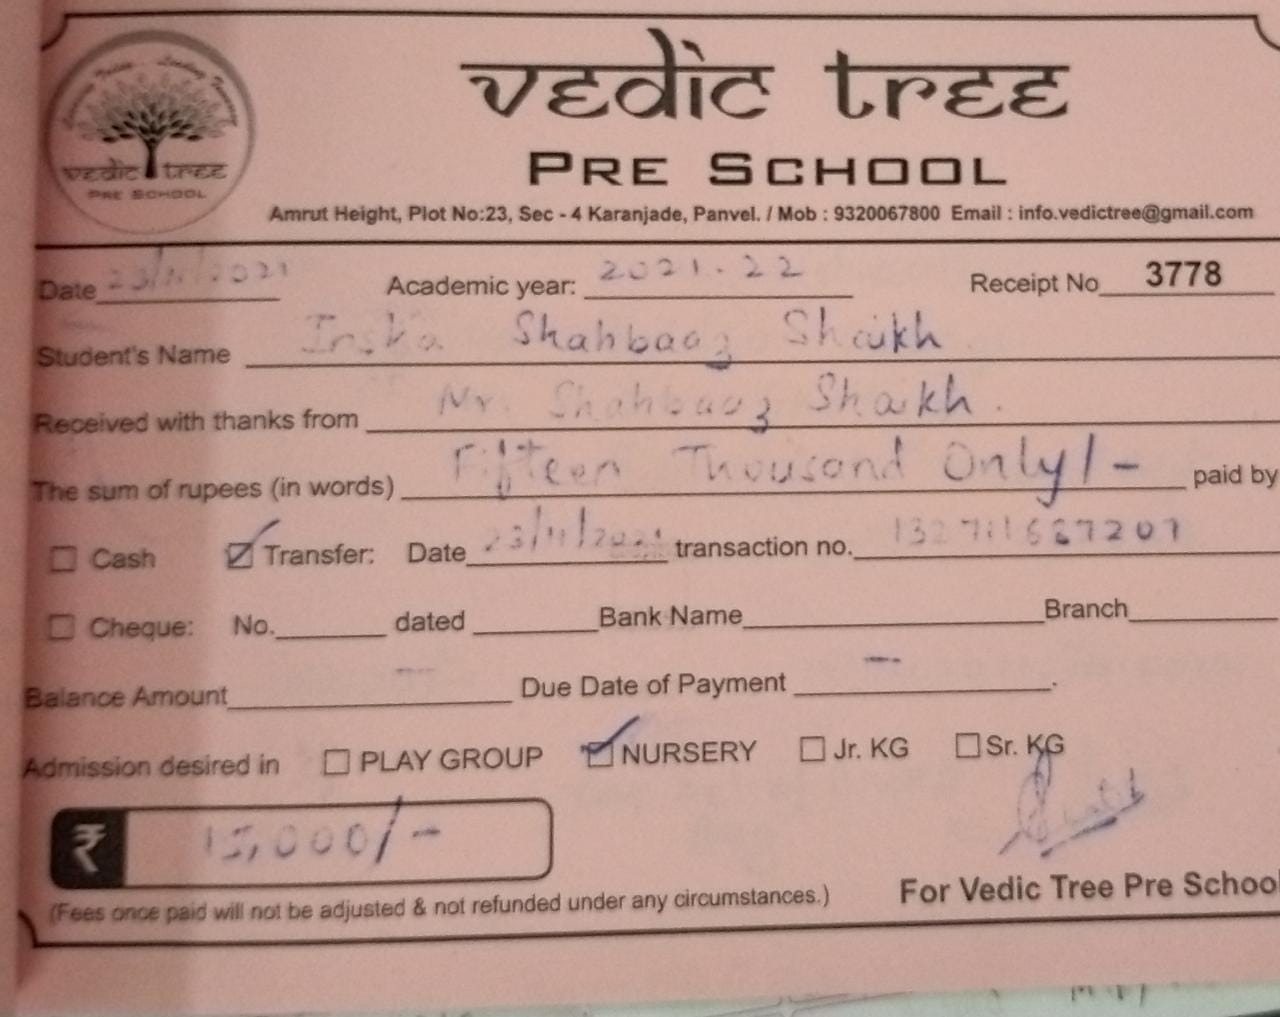 vedic tree
PRE SCHOOL
vedic tree
PRE SCHOOL
Amrut Height, Plot No:23, Sec - 4 Karanjade, Panvel. / Mob : 9320067800 Email : info.vedictree@gmail.com
Date 23/11/2021 Academic year: 2021-22 Receipt No 3778
Student's Name Shahbaaz Shaikh
Received with thanks from Mr. Shahbaaz Shaikh.
The sum of rupees (in words) Fifteen Thousand Only/- paid by
Cash Transfer: Date 23/11/2021 transaction no.
Cheque: No. dated Bank Name Branch
Balance Amount — Due Date of Payment —.
Admission desired in PLAY GROUP NURSERY Jr. KG Sr. KG
₹ 15,000/-
(Fees once paid will not be adjusted & not refunded under any circumstances.) For Vedic Tree Pre School